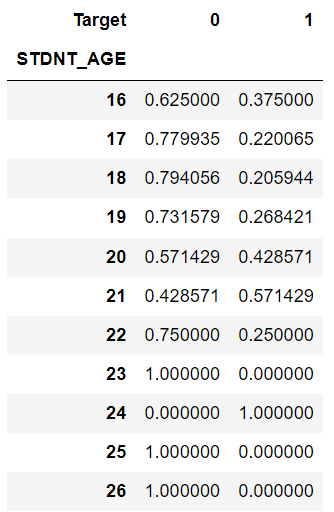 Target 0 1
STDNT_AGE
16 0.625000 0.375000
17 0.779935 0.220065
18 0.794056 0.205944
19 0.731579 0.268421
20 0.571429 0.428571
21 0.428571 0.571429
22 0.750000 0.250000
23 1.000000 0.000000
24 0.000000 1.000000
25 1.000000 0.000000
26 1.000000 0.000000